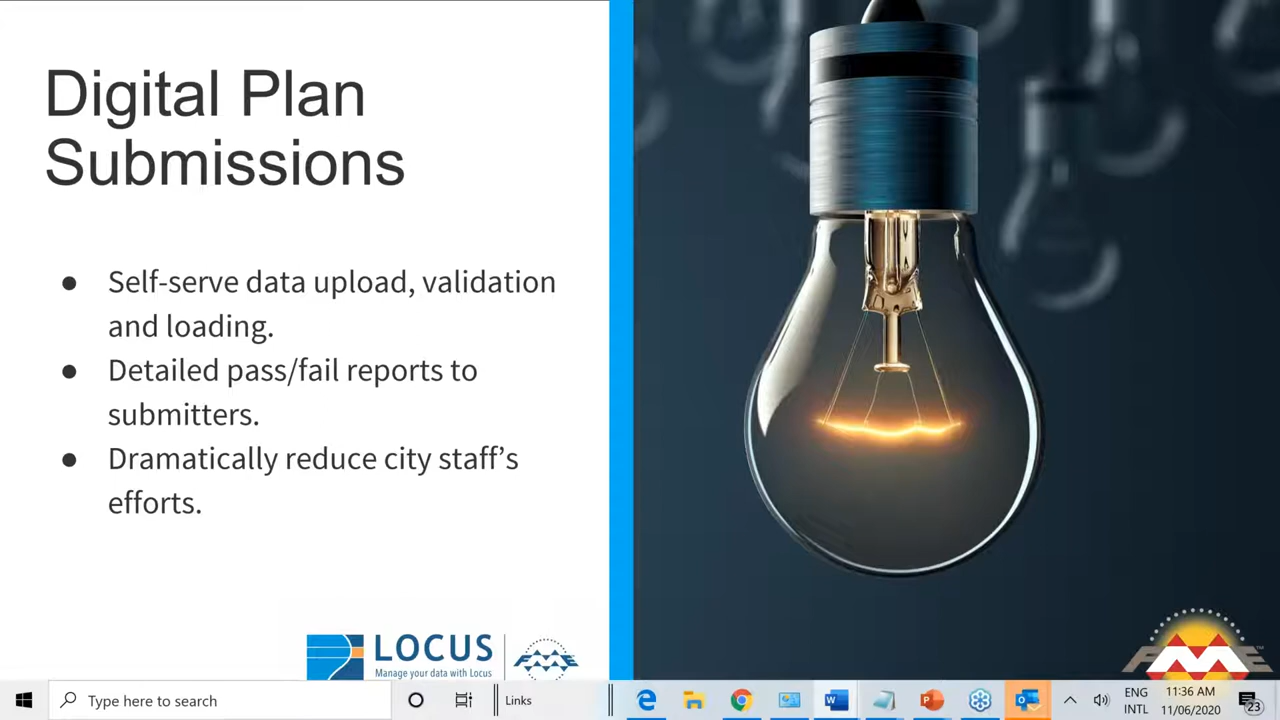 Digital Plan
Submissions
● Self-serve data upload, validation
and loading.
● Detailed pass/fail reports to
submitters.
● Dramatically reduce city staff’s
efforts.
LOCUS
Manage your data with Locus
FME
FME
Type here to search
Links
ENG
INTL
11:36 AM
11/06/2020
23